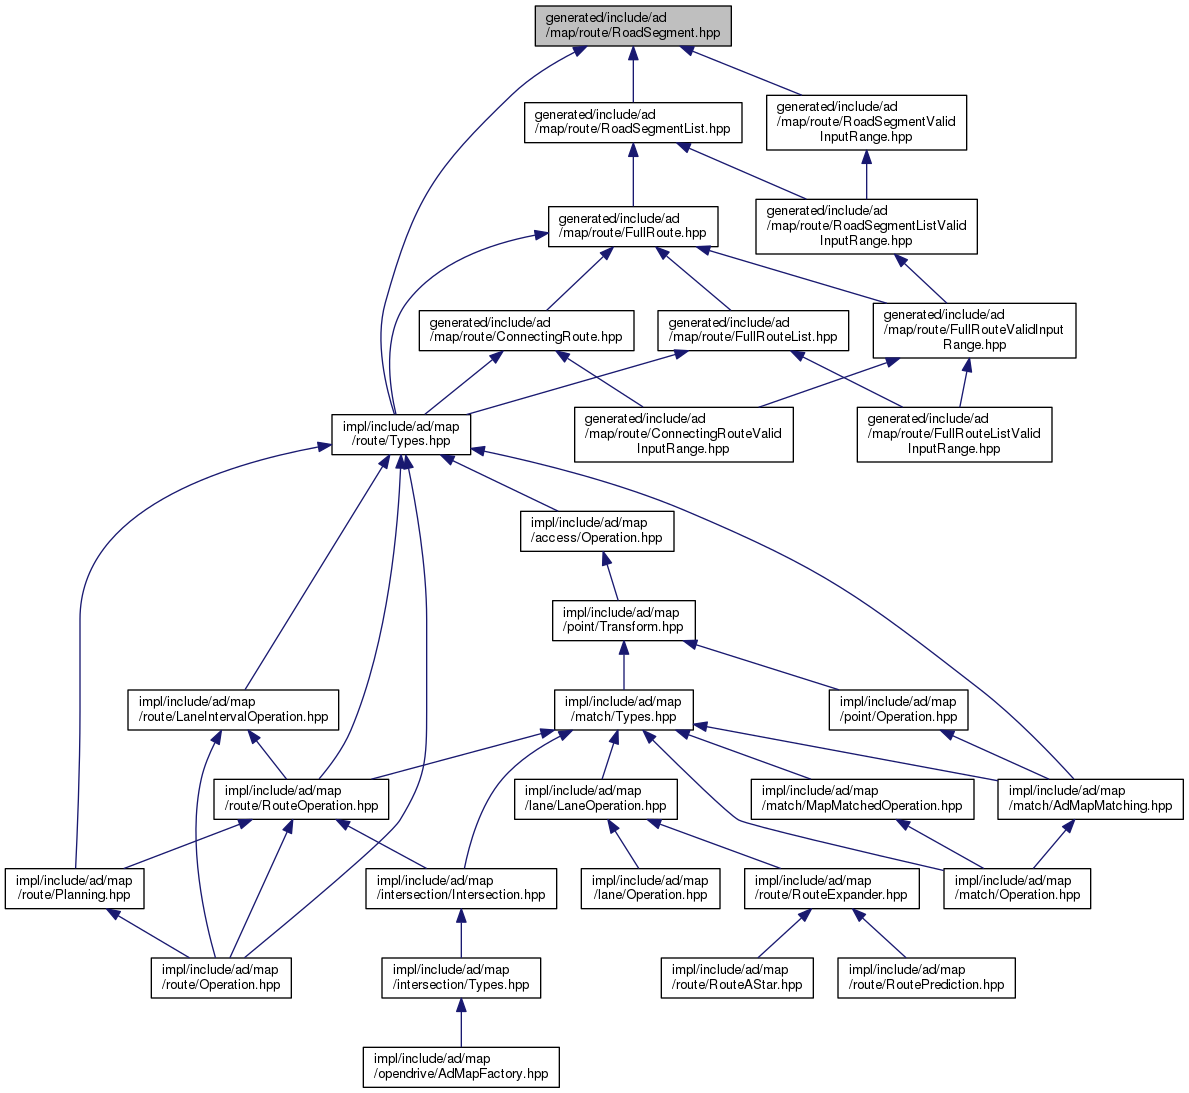 generated/include/ad
/map/route/RoadSegment.hpp
generated/include/ad
/map/route/RoadSegmentList.hpp
generated/include/ad
/map/route/RoadSegmentValid
InputRange.hpp
generated/include/ad
/map/route/FullRoute.hpp
generated/include/ad
/map/route/RoadSegmentListValid
InputRange.hpp
generated/include/ad
/map/route/ConnectingRoute.hpp
generated/include/ad
/map/route/FullRouteList.hpp
generated/include/ad
/map/route/FullRouteValidInput
Range.hpp
impl/include/ad/map
/route/Types.hpp
generated/include/ad
/map/route/ConnectingRouteValid
InputRange.hpp
generated/include/ad
/map/route/FullRouteListValid
InputRange.hpp
impl/include/ad/map
/access/Operation.hpp
impl/include/ad/map
/point/Transform.hpp
impl/include/ad/map
/route/LaneIntervalOperation.hpp
impl/include/ad/map
/match/Types.hpp
impl/include/ad/map
/point/Operation.hpp
impl/include/ad/map
/route/RouteOperation.hpp
impl/include/ad/map
/lane/LaneOperation.hpp
impl/include/ad/map
/match/MapMatchedOperation.hpp
impl/include/ad/map
/match/AdMapMatching.hpp
impl/include/ad/map
/route/Planning.hpp
impl/include/ad/map
/intersection/Intersection.hpp
impl/include/ad/map
/lane/Operation.hpp
impl/include/ad/map
/route/RouteExpander.hpp
impl/include/ad/map
/match/Operation.hpp
impl/include/ad/map
/route/Operation.hpp
impl/include/ad/map
/intersection/Types.hpp
impl/include/ad/map
/route/RouteAStar.hpp
impl/include/ad/map
/route/RoutePrediction.hpp
impl/include/ad/map
/opendrive/AdMapFactory.hpp